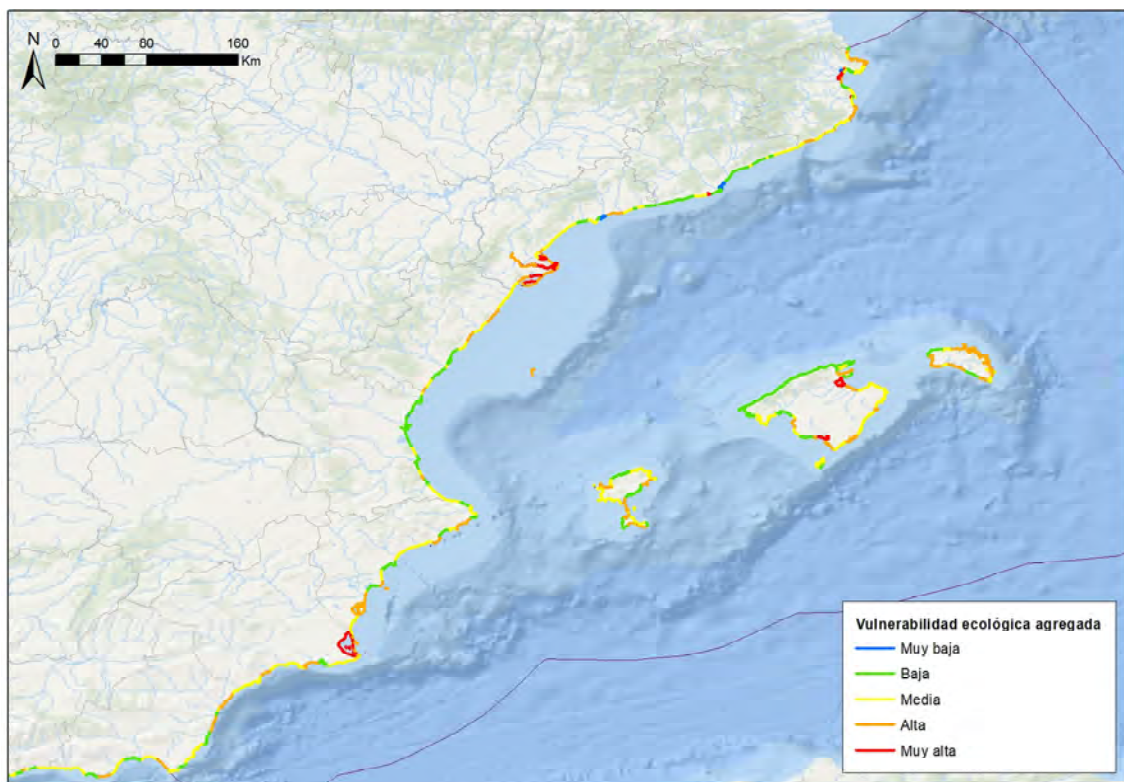 N
0 40 80 160
Km
Vulnerabilidad ecológica agregada
Muy baja
Baja
Media
Alta
Muy alta